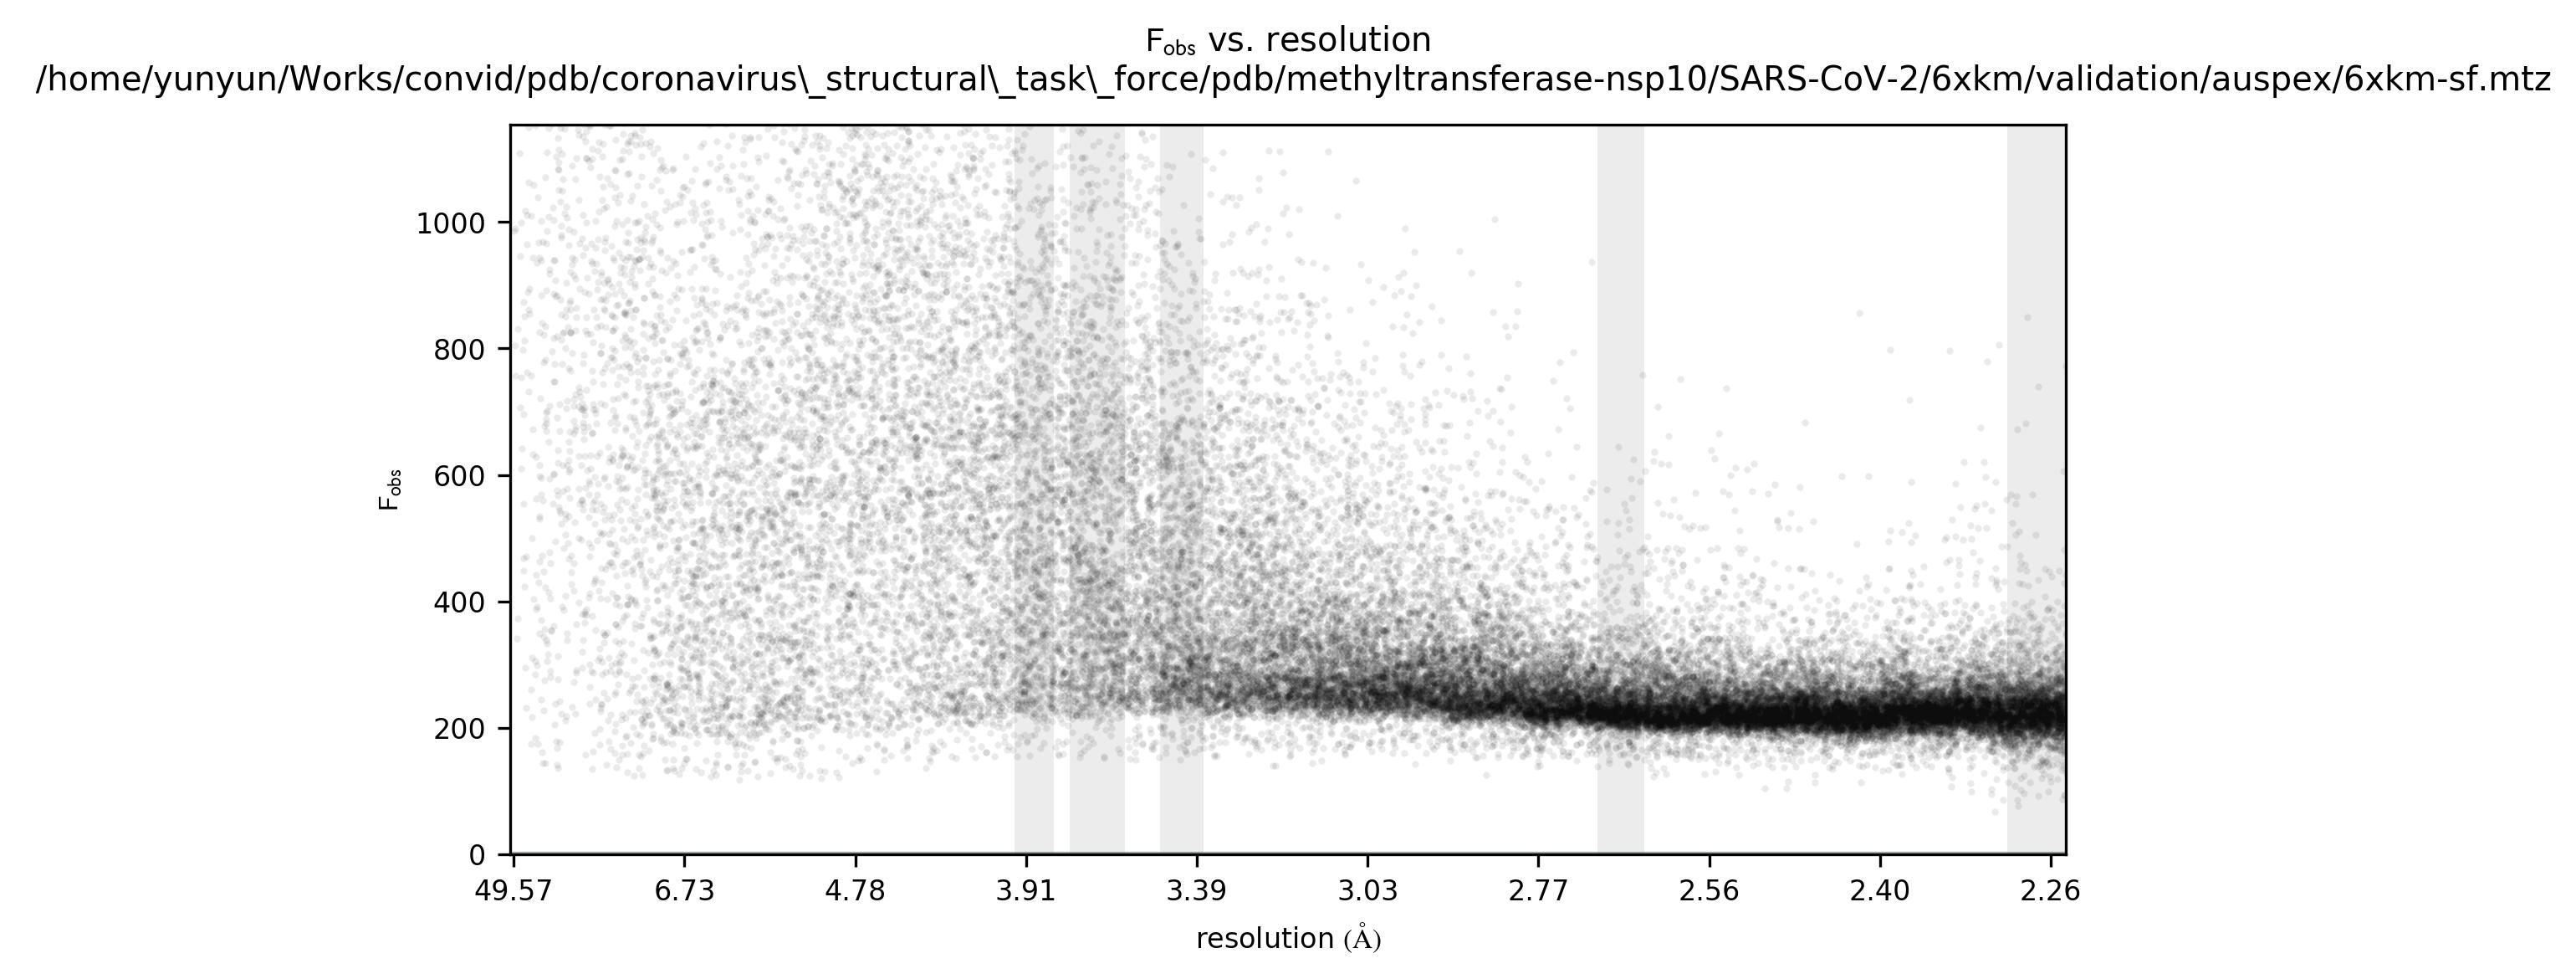 F_obs vs. resolution
/home/yunyun/Works/convid/pdb/coronavirus\_structural\_task\_force/pdb/methyltransferase-nsp10/SARS-CoV-2/6xkm/validation/auspex/6xkm-sf.mtz
1000
800
600
400
200
0
F_obs
49.57 6.73 4.78 3.91 3.39 3.03 2.77 2.56 2.40 2.26
resolution (Å)